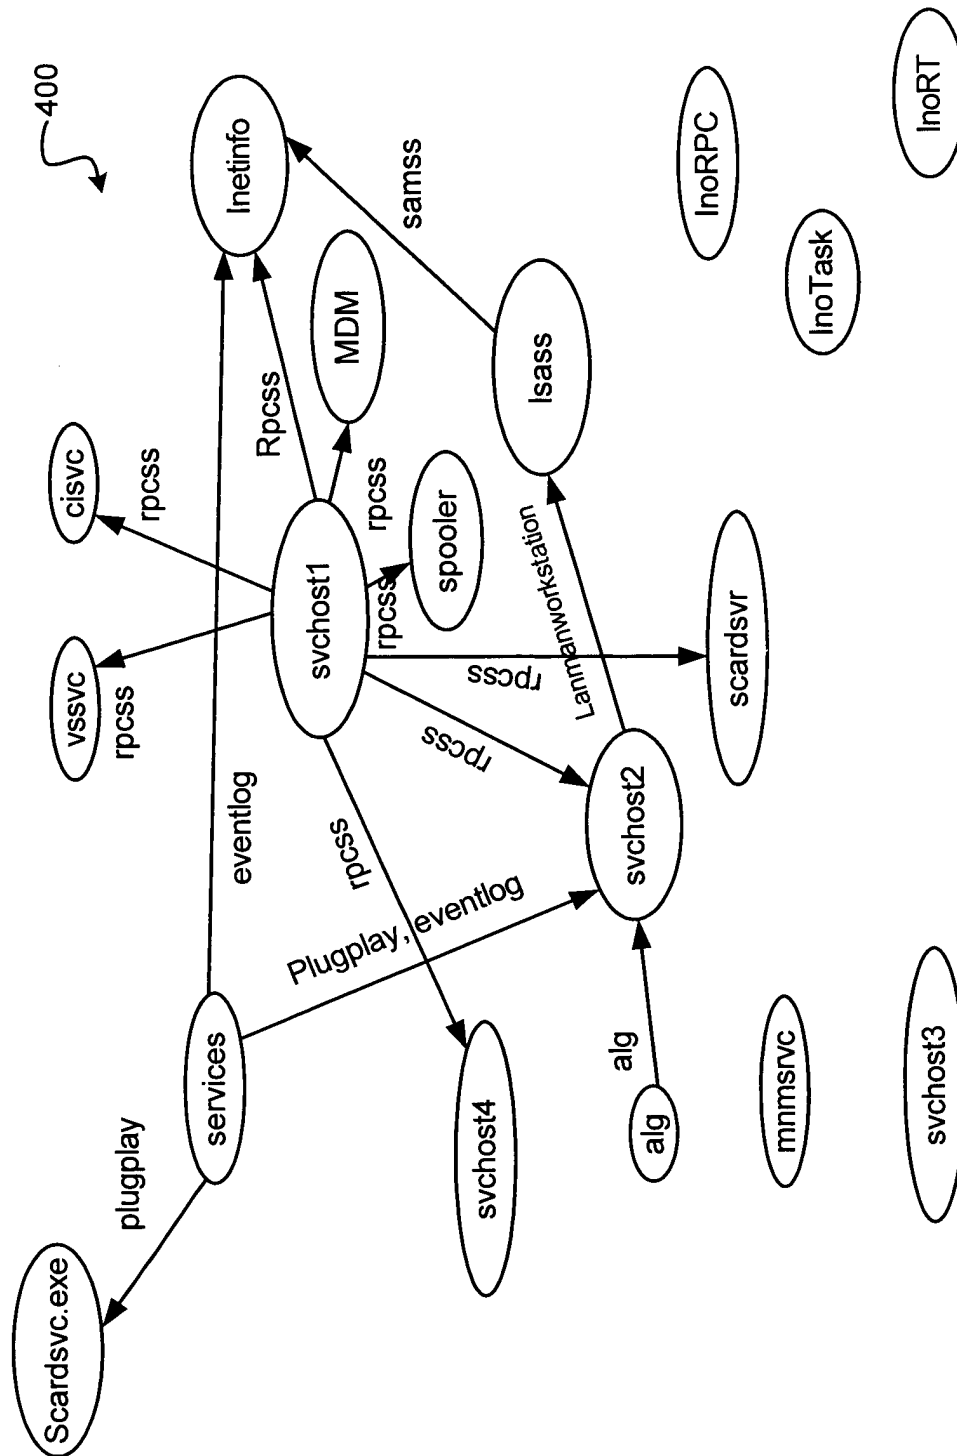 400
Scardsvc.exe
vssvc
cisvc
rpcss
plugplay
rpcss
services
Inetinfo
eventlog
Rpcss
svchost1
MDM
rpcss
rpcss
rpcss
Plugplay, eventlog
samss
spooler
rpcss
svchost4
rpcss
Lanmanworkstation
lsass
alg
svchost2
alg
InoRPC
scardsvr
mnmsrvc
InoTask
svchost3
InoRT